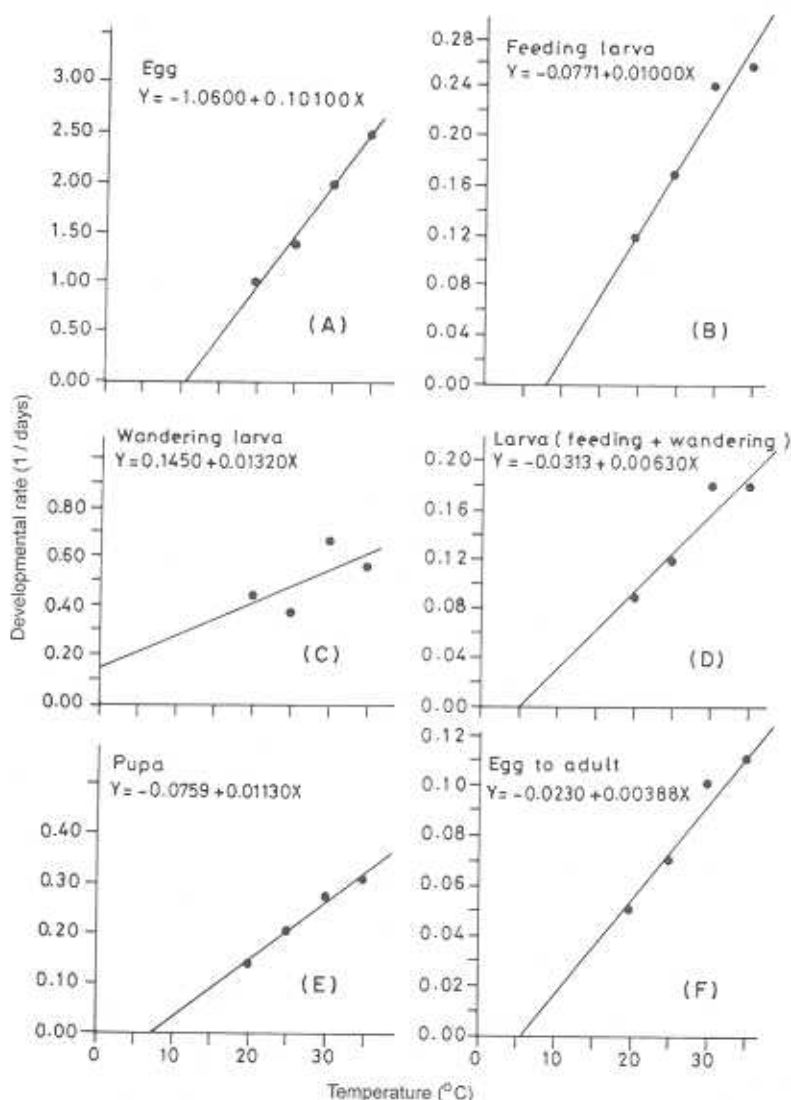 Developmental rate (1 / days)
Egg
Y = -1.0600+0.10100X
3.00
2.50
2.00
1.50
1.00
0.50
0.00
(A)
Feeding larva
Y = -0.0771+0.01000X
0.28
0.24
0.20
0.16
0.12
0.08
0.04
0.00
(B)
Wandering larva
Y=0.1450+0.01320X
0.80
0.60
0.40
0.20
0.00
(C)
Larva (feeding + wandering)
Y = -0.0313 + 0.00630X
0.20
0.16
0.12
0.08
0.04
0.00
(D)
Pupa
Y= -0.0759+0.01130X
0.40
0.30
0.20
0.10
0.00
(E)
0 10 20 30
Egg to adult
Y= -0.0230+0.00388X
0.12
0.10
0.08
0.06
0.04
0.02
0.00
(F)
0 10 20 30
Temperature (°C)